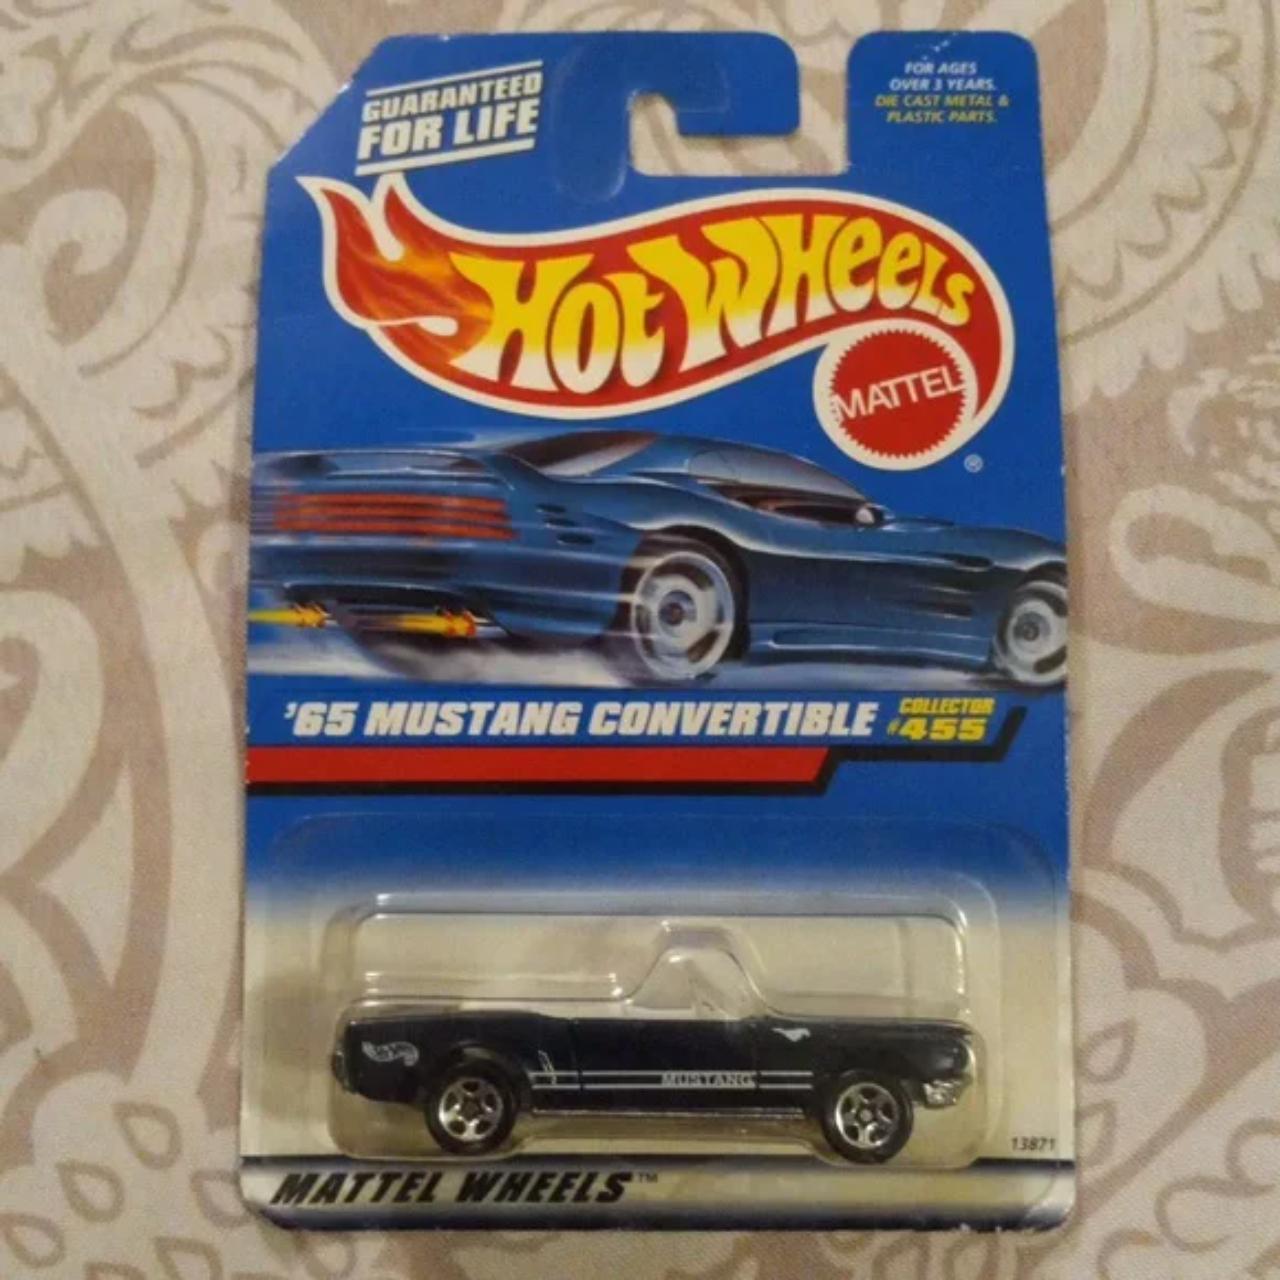 GUARANTEED
FOR LIFE
FOR AGES
OVER 3 YEARS.
DIE CAST METAL &
PLASTIC PARTS.
HOT WHEELS
MATTEL
®
'65 MUSTANG CONVERTIBLE
COLLECTOR
#455
MUSTANG
13871
MATTEL WHEELS™